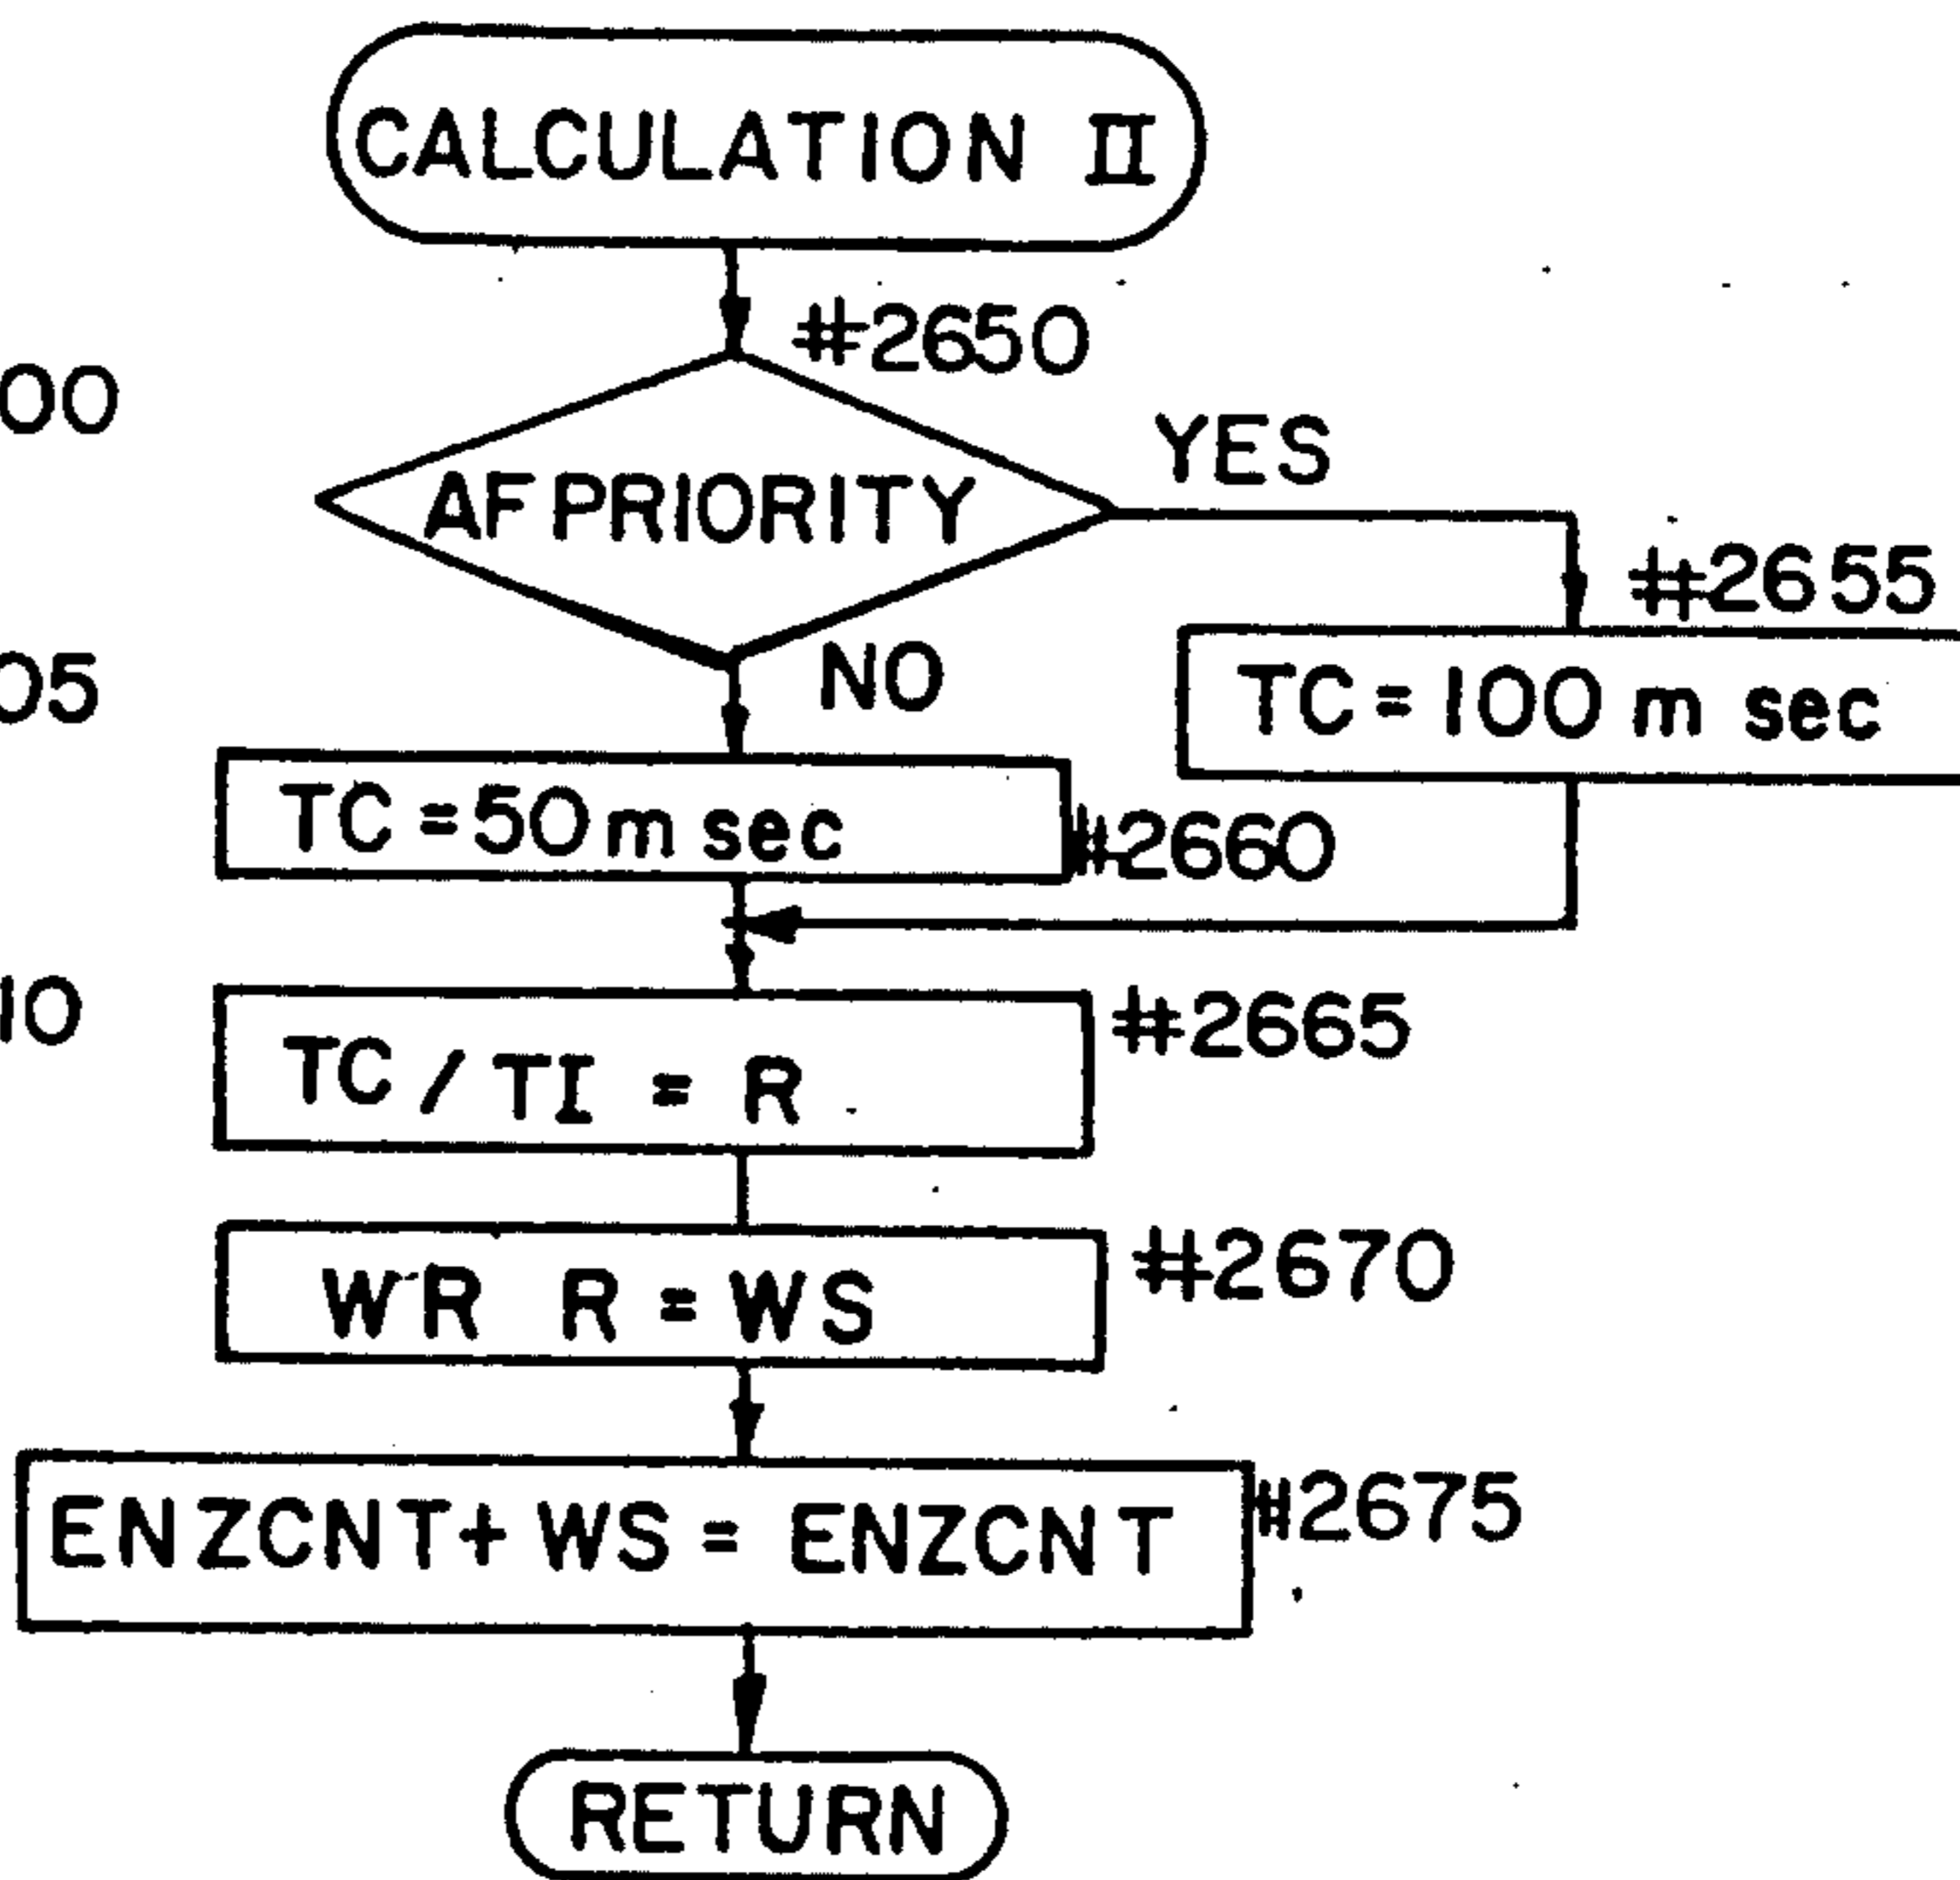 CALCULATION II
#2650
00
AF PRIORITY
YES
#2655
TC=100 m sec
05
NO
TC=50 m sec
#2660
10
TC / TI = R
#2665
WR R = WS
#2670
ENZCNT+ WS = ENZCNT
#2675
RETURN